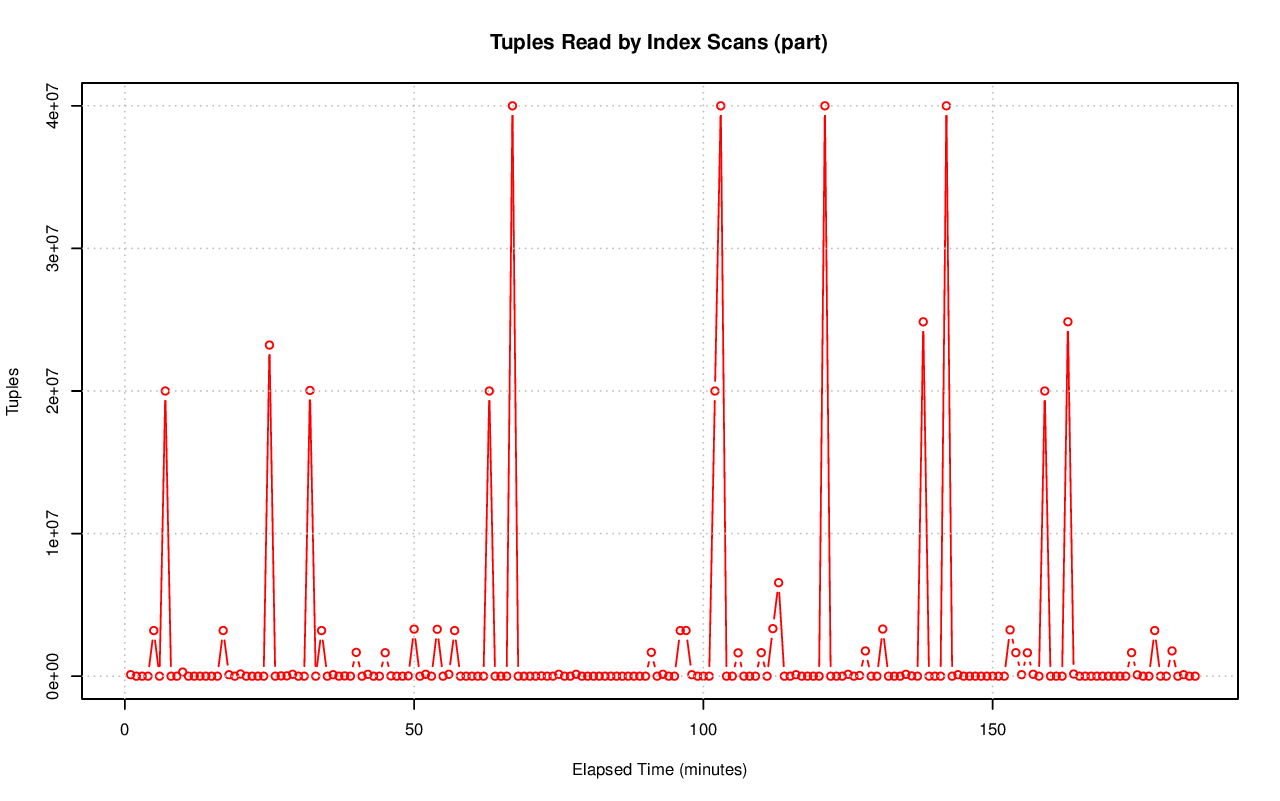 Tuples Read by Index Scans (part)
4e+07
3e+07
2e+07
1e+07
0e+00
Tuples
0 50 100 150
Elapsed Time (minutes)